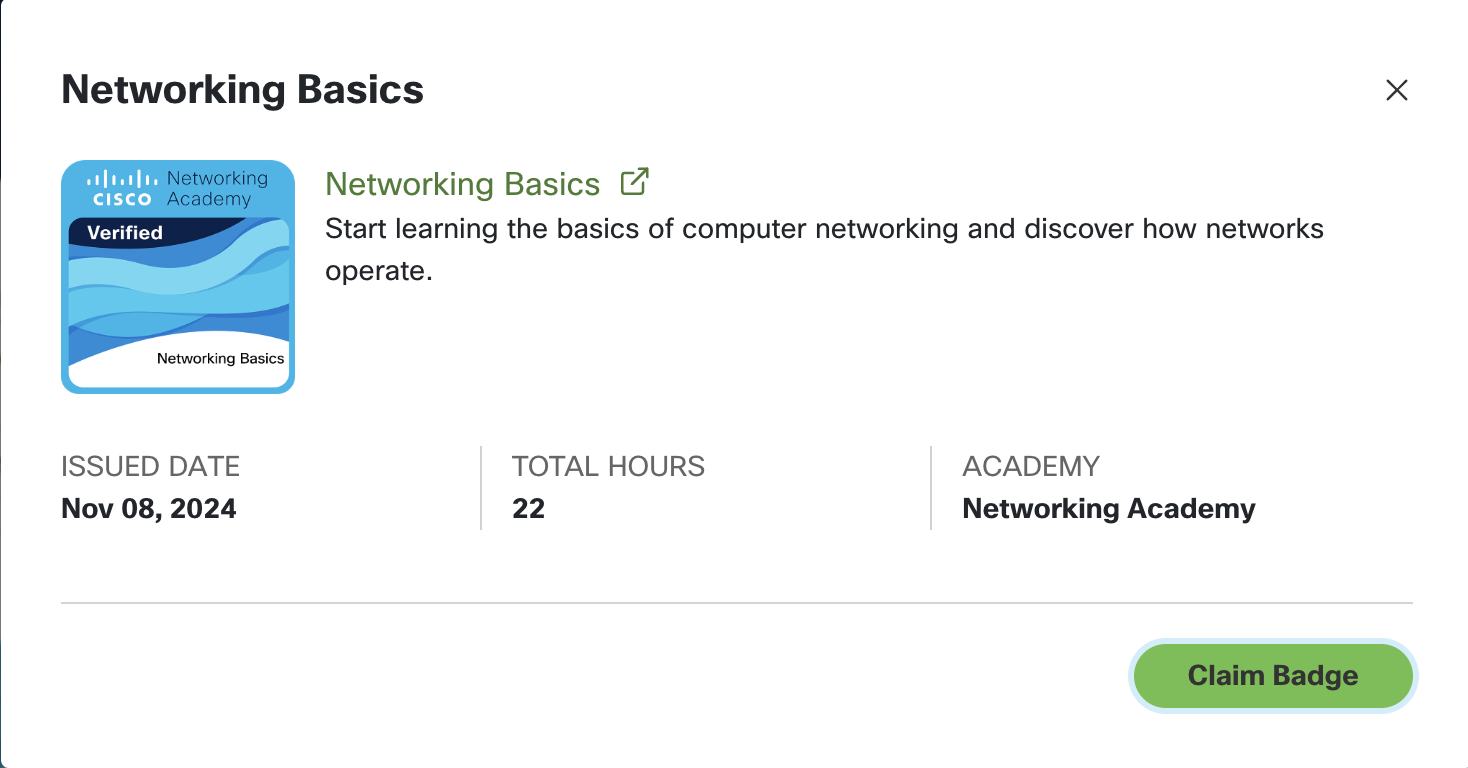 Networking Basics
CISCO Networking Academy
Verified
Networking Basics
Networking Basics
Start learning the basics of computer networking and discover how networks
operate.
ISSUED DATE
Nov 08, 2024
TOTAL HOURS
22
ACADEMY
Networking Academy
Claim Badge